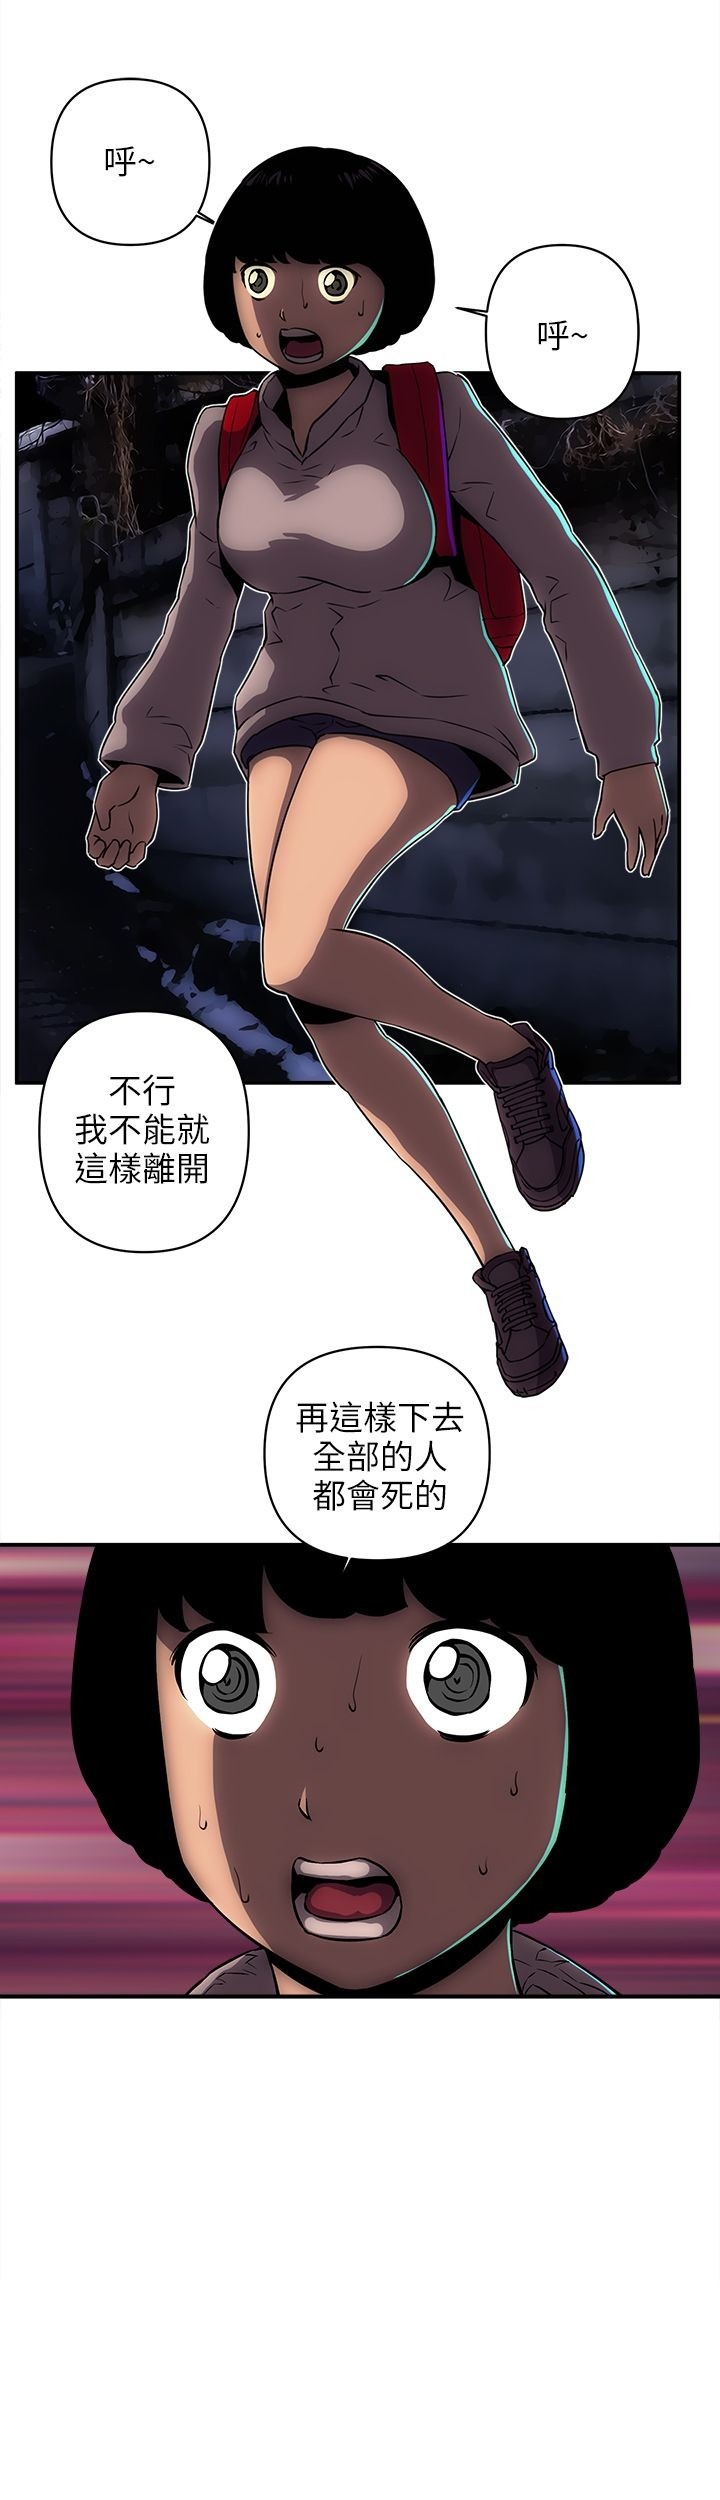 呼~
呼~
不行
我不能就
這樣離開
再這樣下去
全部的人
都會死的